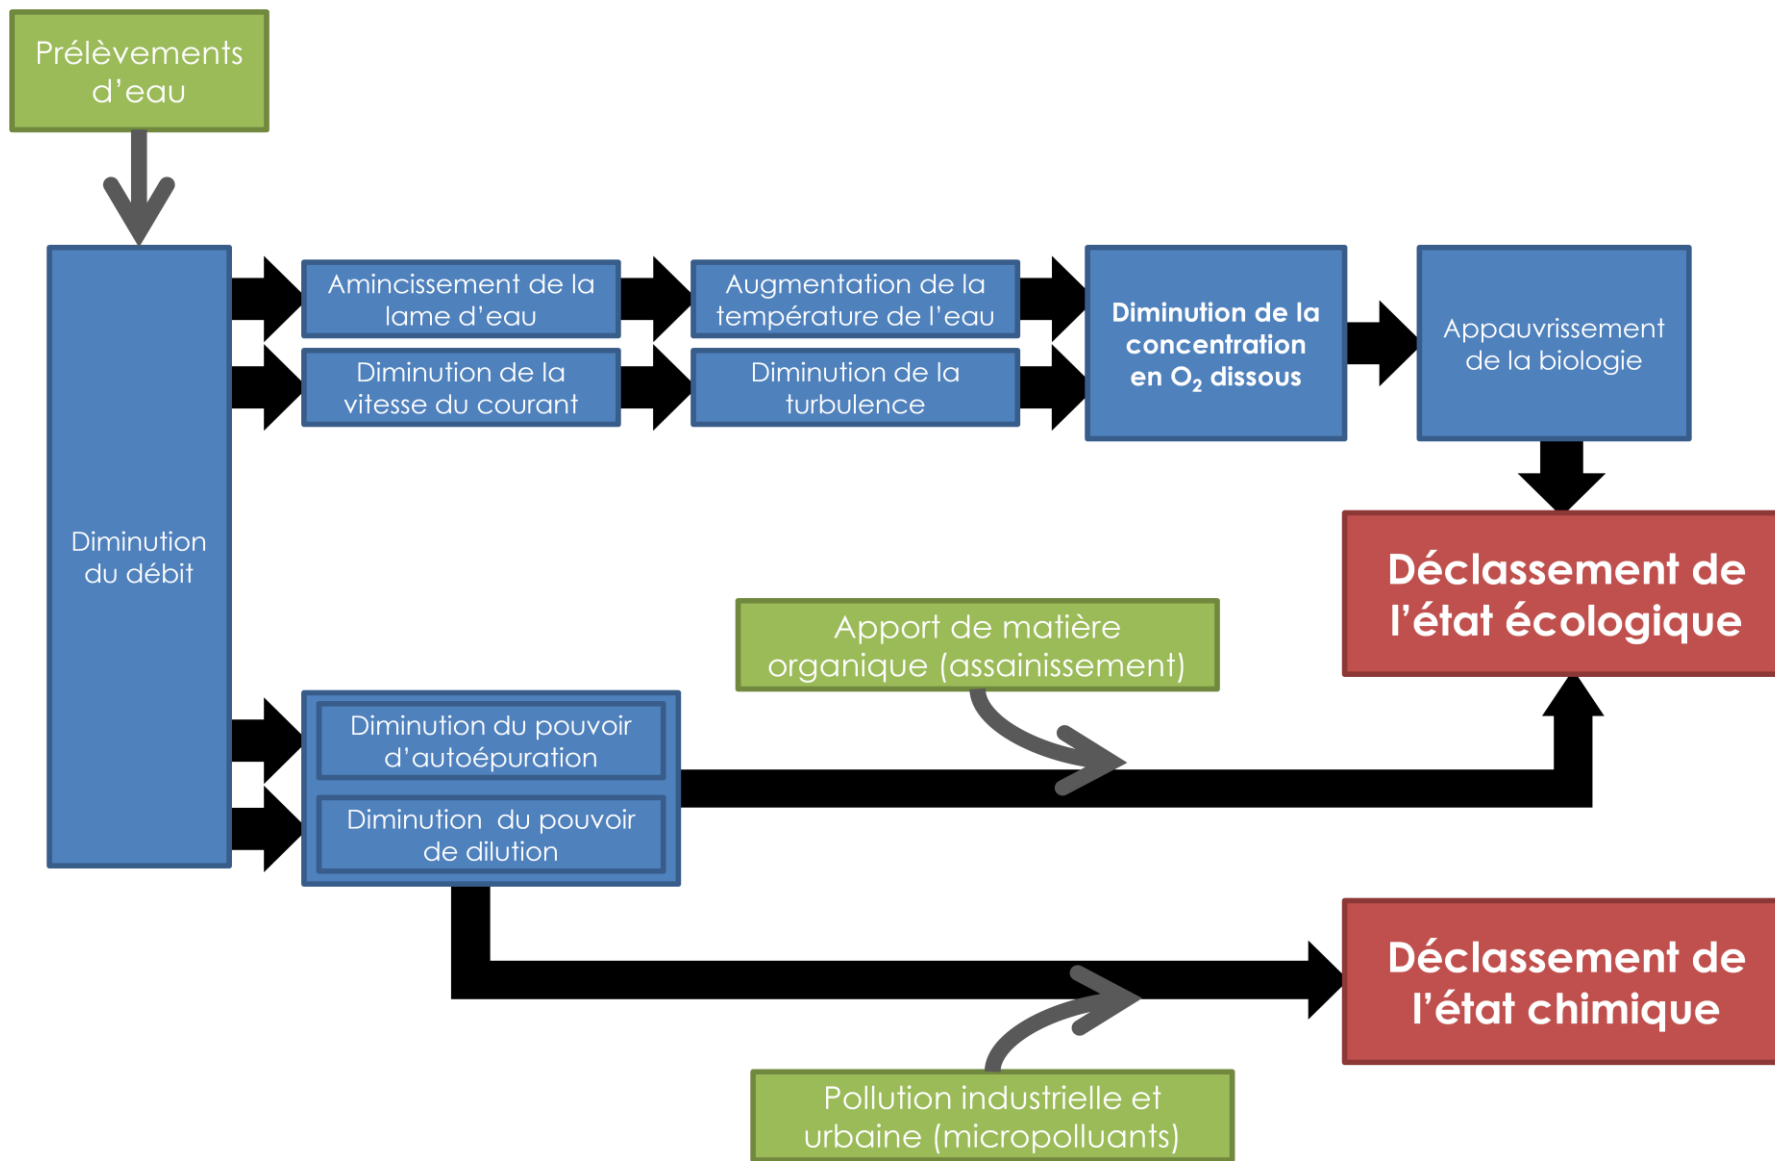 Prélèvements
d'eau
Amincissement de la
lame d'eau
Augmentation de la
température de l'eau
Diminution de la
concentration
en O₂ dissous
Appauvrissement
de la biologie
Diminution de la
vitesse du courant
Diminution de la
turbulence
Diminution
du débit
Déclassement de
l'état écologique
Apport de matière
organique (assainissement)
Diminution du pouvoir
d'autoépuration
Diminution  du pouvoir
de dilution
Déclassement de
l'état chimique
Pollution industrielle et
urbaine (micropolluants)